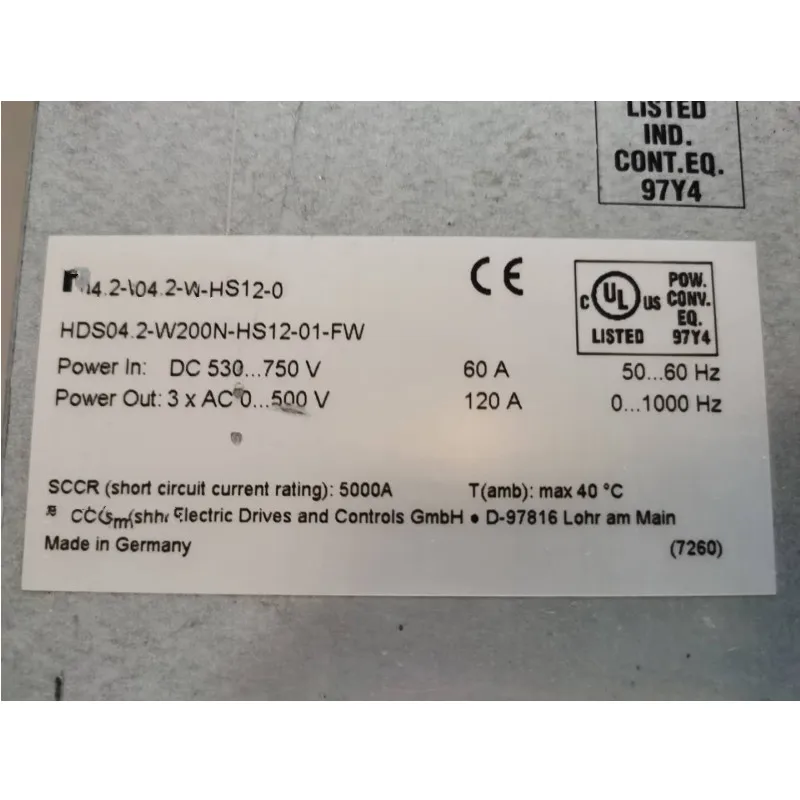 LISTED
IND.
CONT.EQ.
97Y4
CE
C UL US
LISTED
POW.
CONV.
EQ.
97Y4
HDS04.2-W200N-HS12-01-FW
Power In: DC 530...750 V 60 A 50...60 Hz
Power Out: 3 x AC 0...500 V 120 A 0...1000 Hz
SCCR (short circuit current rating): 5000A T(amb): max 40 °C
Electric Drives and Controls GmbH ● D-97816 Lohr am Main
Made in Germany (7260)